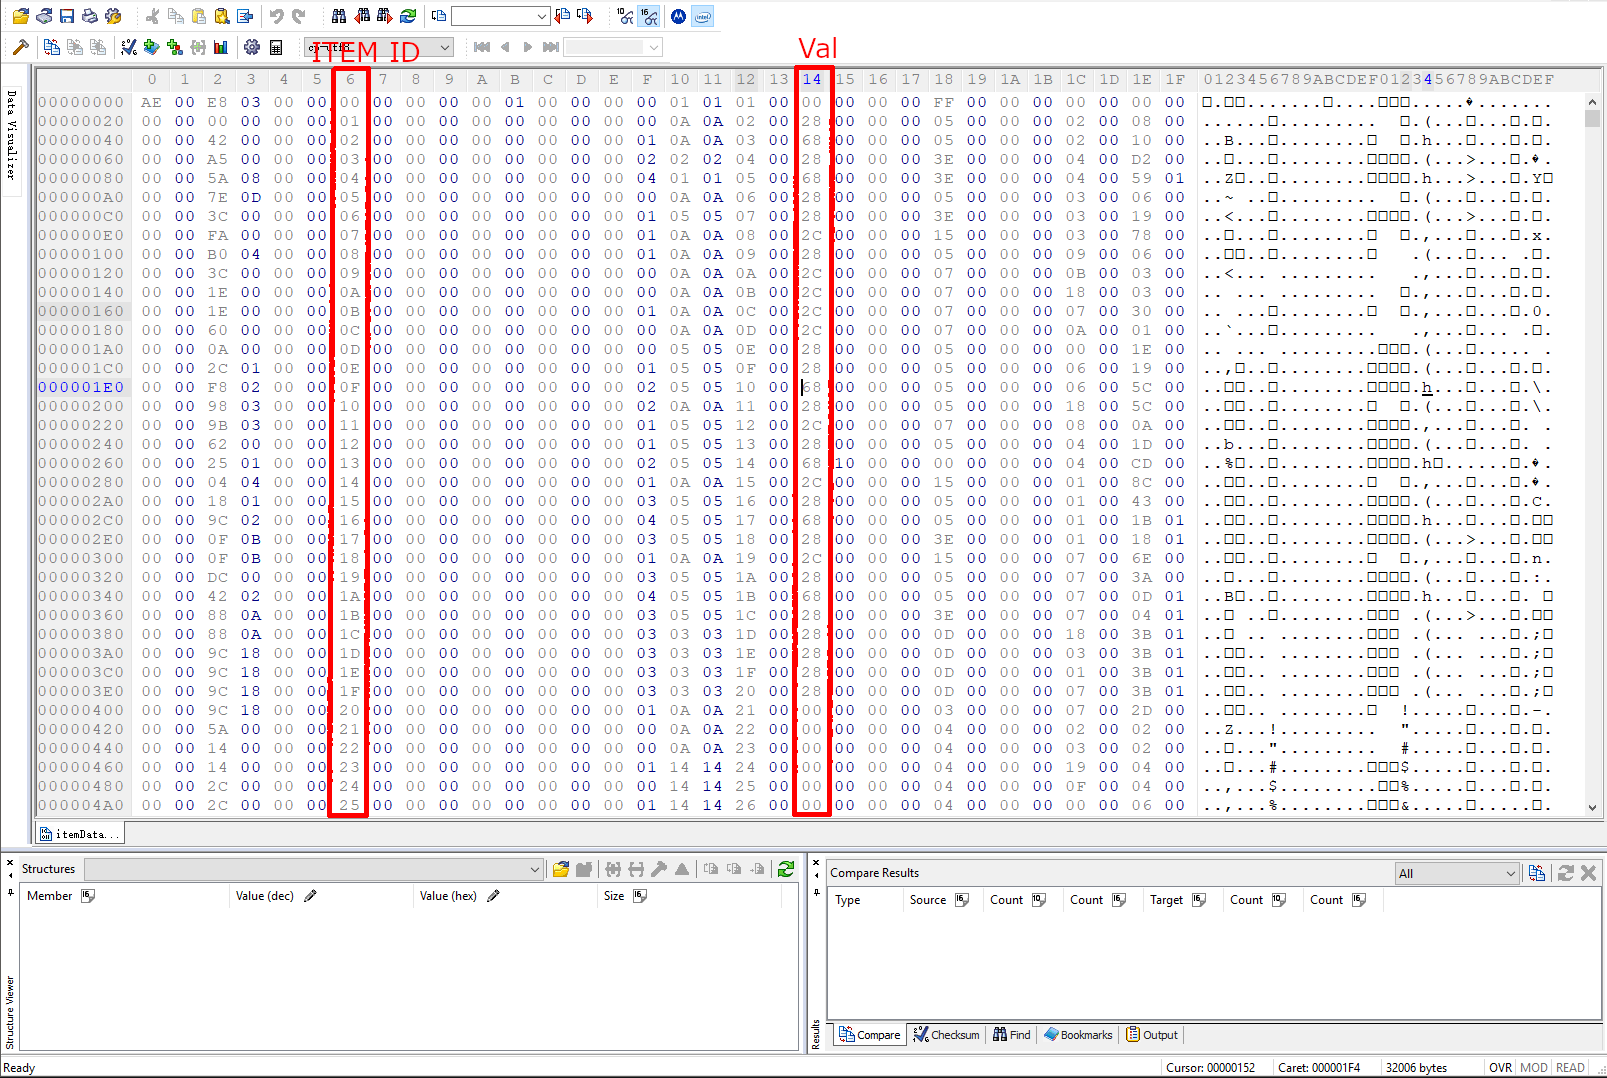 ITEM ID
Val
cp-utf8
Data Visualizer
0 1 2 3 4 5 6 7 8 9 A B C D E F 10 11 12 13 14 15 16 17 18 19 1A 1B 1C 1D 1E 1F 0123456789ABCDEF0123456789ABCDEF
00000000 AE 00 E8 03 00 00 00 00 00 00 00 01 00 00 00 00 01 01 01 00 00 00 00 00 FF 00 00 00 00 00 00 00
00000020 00 00 00 00 00 00 01 00 00 00 00 00 00 00 00 00 0A 0A 02 00 28 00 00 00 05 00 00 00 02 00 08 00
00000040 00 00 42 00 00 00 02 00 00 00 00 00 00 00 00 01 0A 0A 03 00 68 00 00 00 05 00 00 00 02 00 10 00
00000060 00 00 A5 00 00 00 03 00 00 00 00 00 00 00 00 02 02 02 04 00 28 00 00 00 3E 00 00 00 04 00 D2 00
00000080 00 00 5A 08 00 00 04 00 00 00 00 00 00 00 00 04 01 01 05 00 68 00 00 00 3E 00 00 00 04 00 59 01
000000A0 00 00 7E 0D 00 00 05 00 00 00 00 00 00 00 00 00 0A 0A 06 00 28 00 00 00 05 00 00 00 03 00 06 00
000000C0 00 00 3C 00 00 00 06 00 00 00 00 00 00 00 00 01 05 05 07 00 28 00 00 00 3E 00 00 00 03 00 19 00
000000E0 00 00 FA 00 00 00 07 00 00 00 00 00 00 00 00 01 0A 0A 08 00 2C 00 00 00 15 00 00 00 03 00 78 00
00000100 00 00 B0 04 00 00 08 00 00 00 00 00 00 00 00 01 0A 0A 09 00 28 00 00 00 05 00 00 00 09 00 06 00
00000120 00 00 3C 00 00 00 09 00 00 00 00 00 00 00 00 00 0A 0A 0A 00 2C 00 00 00 07 00 00 00 0B 00 03 00
00000140 00 00 1E 00 00 00 0A 00 00 00 00 00 00 00 00 00 0A 0A 0B 00 2C 00 00 00 07 00 00 00 18 00 03 00
00000160 00 00 1E 00 00 00 0B 00 00 00 00 00 00 00 00 01 0A 0A 0C 00 2C 00 00 00 07 00 00 00 07 00 30 00
00000180 00 00 60 00 00 00 0C 00 00 00 00 00 00 00 00 00 0A 0A 0D 00 2C 00 00 00 07 00 00 00 0A 00 01 00
000001A0 00 00 0A 00 00 00 0D 00 00 00 00 00 00 00 00 00 05 05 0E 00 28 00 00 00 05 00 00 00 00 00 1E 00
000001C0 00 00 2C 01 00 00 0E 00 00 00 00 00 00 00 00 01 05 05 0F 00 28 00 00 00 05 00 00 00 06 00 19 00
000001E0 00 00 F8 02 00 00 0F 00 00 00 00 00 00 00 00 02 05 05 10 00 68 00 00 00 05 00 00 00 06 00 5C 00
00000200 00 00 98 03 00 00 10 00 00 00 00 00 00 00 00 02 0A 0A 11 00 28 00 00 00 05 00 00 00 18 00 5C 00
00000220 00 00 9B 03 00 00 11 00 00 00 00 00 00 00 00 01 05 05 12 00 2C 00 00 00 07 00 00 00 08 00 0A 00
00000240 00 00 62 00 00 00 12 00 00 00 00 00 00 00 00 01 05 05 13 00 28 00 00 00 05 00 00 00 04 00 1D 00
00000260 00 00 25 01 00 00 13 00 00 00 00 00 00 00 00 02 05 05 14 00 68 10 00 00 00 00 00 00 04 00 CD 00
00000280 00 00 04 04 00 00 14 00 00 00 00 00 00 00 00 01 0A 0A 15 00 2C 00 00 00 15 00 00 00 01 00 8C 00
000002A0 00 00 18 01 00 00 15 00 00 00 00 00 00 00 00 03 05 05 16 00 28 00 00 00 05 00 00 00 01 00 43 00
000002C0 00 00 9C 02 00 00 16 00 00 00 00 00 00 00 00 04 05 05 17 00 68 00 00 00 05 00 00 00 01 00 1B 01
000002E0 00 00 0F 0B 00 00 17 00 00 00 00 00 00 00 00 03 05 05 18 00 28 00 00 00 3E 00 00 00 01 00 18 01
00000300 00 00 0F 0B 00 00 18 00 00 00 00 00 00 00 00 01 0A 0A 19 00 2C 00 00 00 15 00 00 00 07 00 6E 00
00000320 00 00 DC 00 00 00 19 00 00 00 00 00 00 00 00 03 05 05 1A 00 28 00 00 00 05 00 00 00 07 00 3A 00
00000340 00 00 42 02 00 00 1A 00 00 00 00 00 00 00 00 04 05 05 1B 00 68 00 00 00 05 00 00 00 07 00 0D 01
00000360 00 00 88 0A 00 00 1B 00 00 00 00 00 00 00 00 03 05 05 1C 00 28 00 00 00 3E 00 00 00 07 00 04 01
00000380 00 00 88 0A 00 00 1C 00 00 00 00 00 00 00 00 03 03 03 1D 00 28 00 00 00 0D 00 00 00 18 00 3B 01
000003A0 00 00 9C 18 00 00 1D 00 00 00 00 00 00 00 00 03 03 03 1E 00 28 00 00 00 0D 00 00 00 03 00 3B 01
000003C0 00 00 9C 18 00 00 1E 00 00 00 00 00 00 00 00 03 03 03 1F 00 28 00 00 00 0D 00 00 00 01 00 3B 01
000003E0 00 00 9C 18 00 00 1F 00 00 00 00 00 00 00 00 03 03 03 20 00 28 00 00 00 0D 00 00 00 07 00 3B 01
00000400 00 00 9C 18 00 00 20 00 00 00 00 00 00 00 00 01 0A 0A 21 00 00 00 00 00 03 00 00 00 07 00 2D 00
00000420 00 00 5A 00 00 00 21 00 00 00 00 00 00 00 00 00 0A 0A 22 00 00 00 00 00 04 00 00 00 02 00 02 00
00000440 00 00 14 00 00 00 22 00 00 00 00 00 00 00 00 00 0A 0A 23 00 00 00 00 00 04 00 00 00 03 00 02 00
00000460 00 00 14 00 00 00 23 00 00 00 00 00 00 00 00 01 14 14 24 00 00 00 00 00 04 00 00 00 19 00 04 00
00000480 00 00 2C 00 00 00 24 00 00 00 00 00 00 00 00 00 14 14 25 00 00 00 00 00 04 00 00 00 0F 00 04 00
000004A0 00 00 2C 00 00 00 25 00 00 00 00 00 00 00 00 01 14 14 26 00 00 00 00 00 04 00 00 00 00 00 06 00
itemData...
Structures
Member Value (dec) Value (hex) Size
Structure Viewer
Compare Results All
Type Source Count Count Target Count Count
Results
Compare Checksum Find Bookmarks Output
Ready Cursor: 00000152 Caret: 000001F4 32006 bytes OVR MOD READ